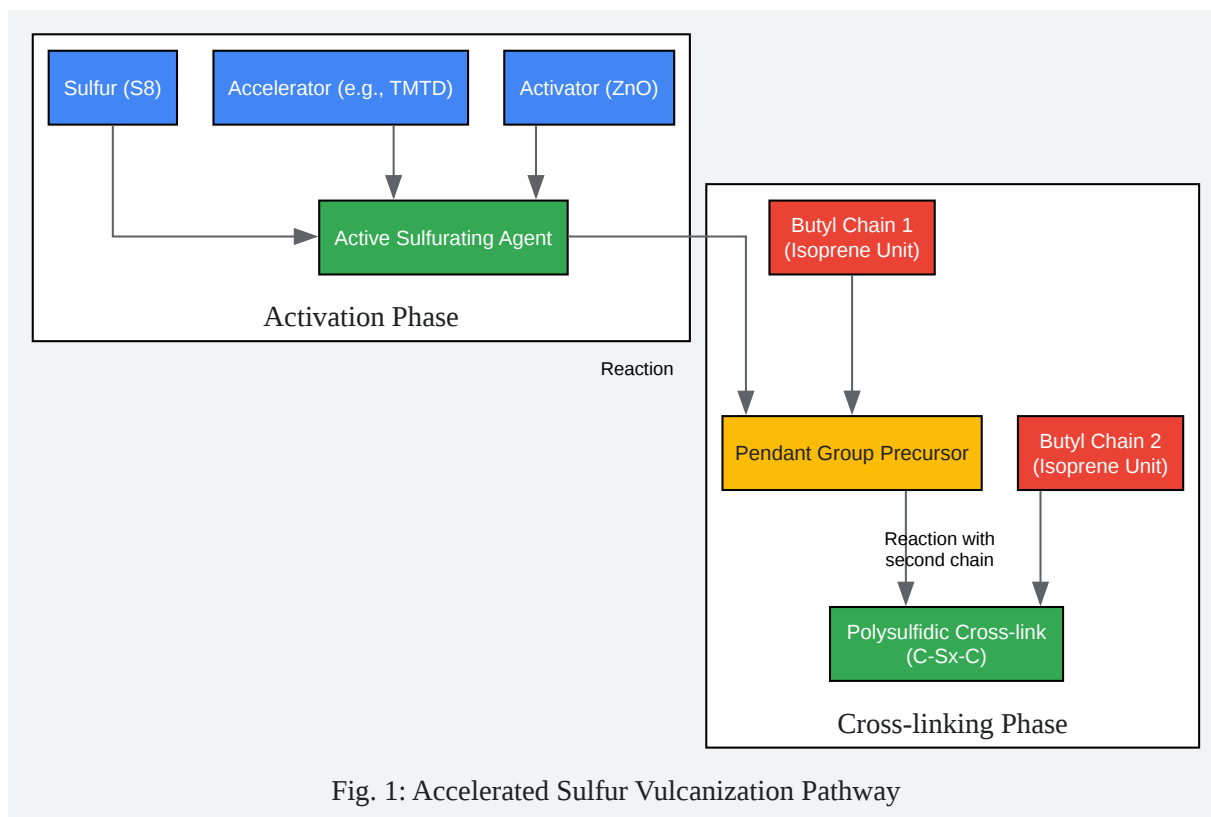 Sulfur (S8)
Accelerator (e.g., TMTD)
Activator (ZnO)
Active Sulfurating Agent
Activation Phase
Reaction
Butyl Chain 1
(Isoprene Unit)
Pendant Group Precursor
Butyl Chain 2
(Isoprene Unit)
Reaction with
second chain
Polysulfidic Cross-link
(C-Sx-C)
Cross-linking Phase
Fig. 1: Accelerated Sulfur Vulcanization Pathway